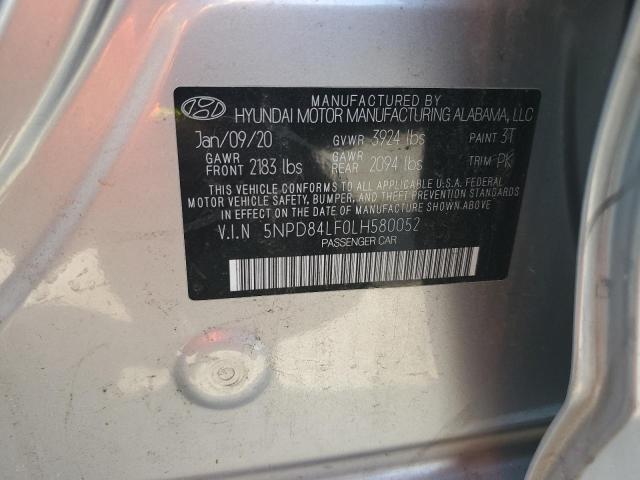 MANUFACTURED BY
HYUNDAI MOTOR MANUFACTURING ALABAMA, LLC
Jan/09/20 GVWR 3924 lbs PAINT 3T
GAWR FRONT 2183 lbs GAWR REAR 2094 lbs TRIM PK
THIS VEHICLE CONFORMS TO ALL APPLICABLE U.S.A. FEDERAL
MOTOR VEHICLE SAFETY, BUMPER, AND THEFT PREVENTION STANDARDS
IN EFFECT ON THE DATE OF MANUFACTURE SHOWN ABOVE
V.I.N 5NPD84LF0LH580052
PASSENGER CAR